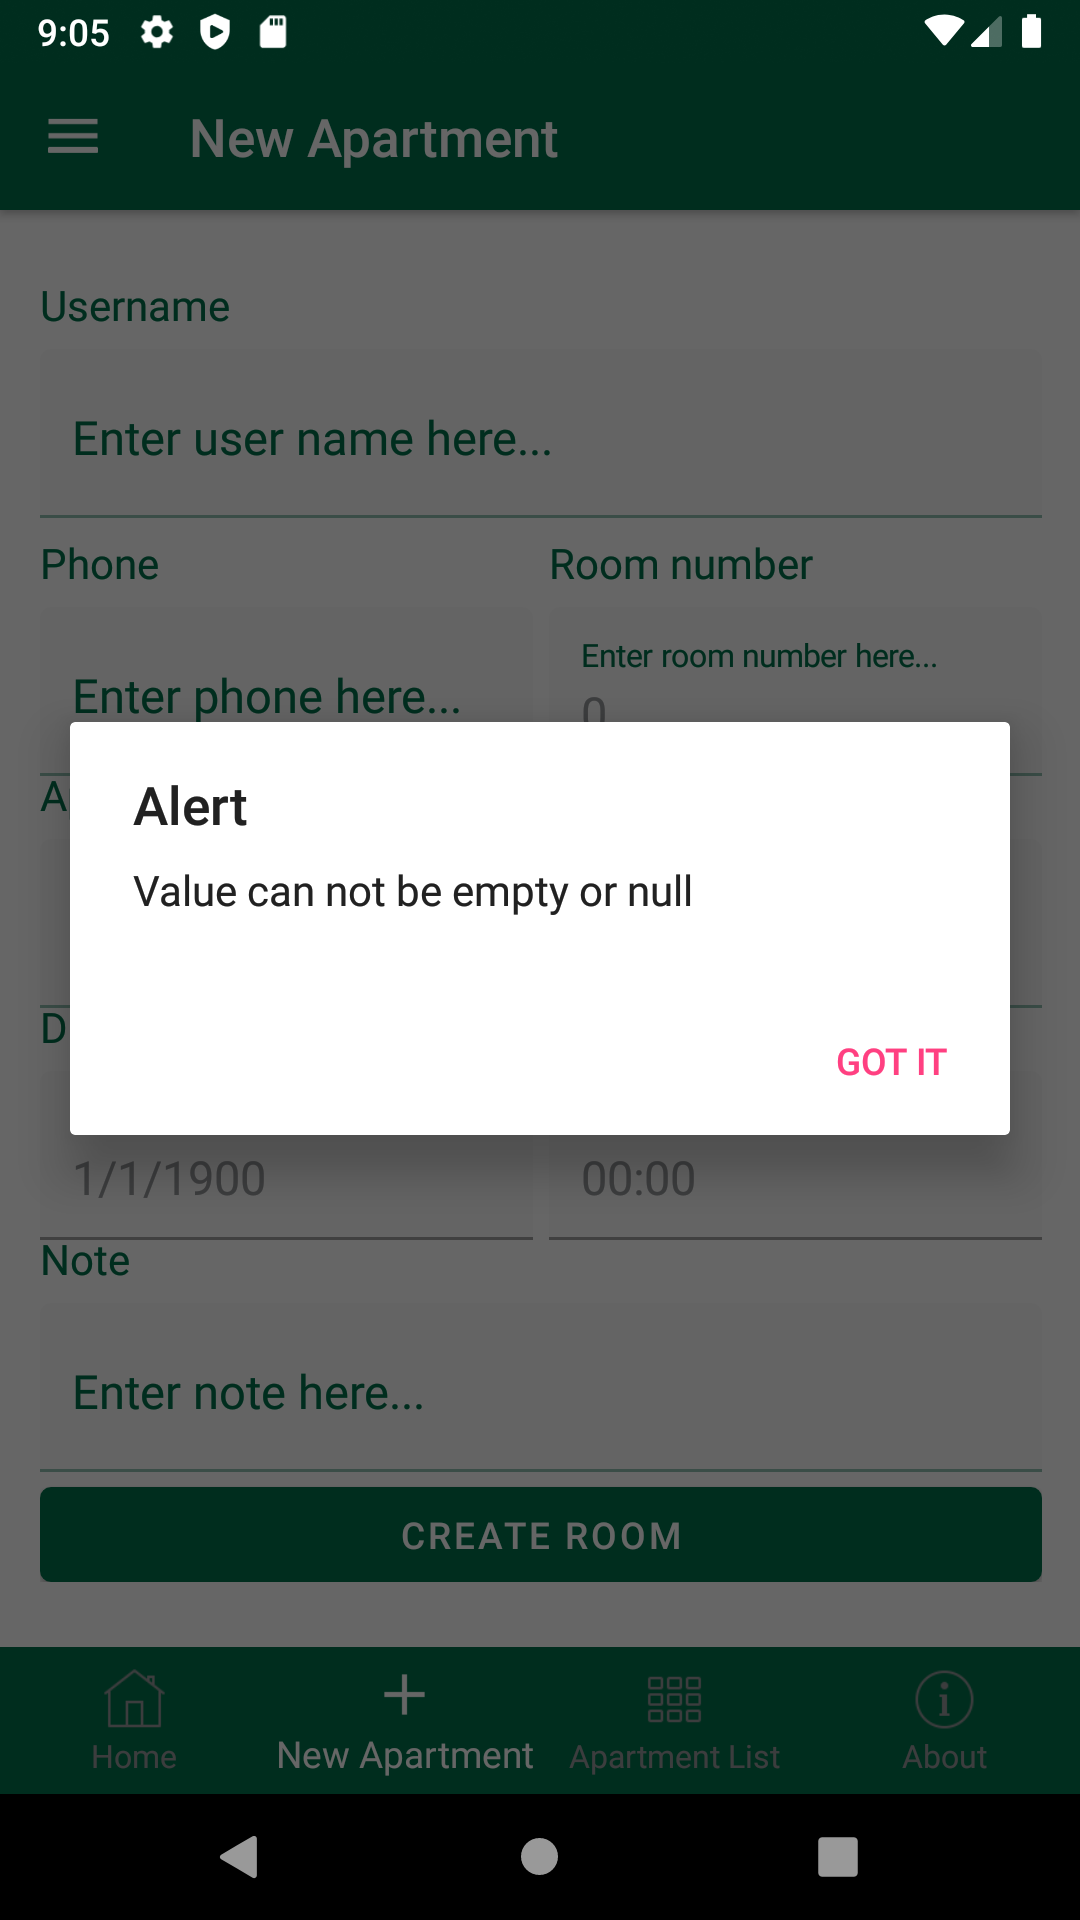 9:05
New Apartment
Username
Enter user name here...
Phone
Room number
Enter phone here...
Enter room number here...
0
Alert
Value can not be empty or null
GOT IT
1/1/1900
00:00
Note
Enter note here...
CREATE ROOM
Home
New Apartment
Apartment List
About